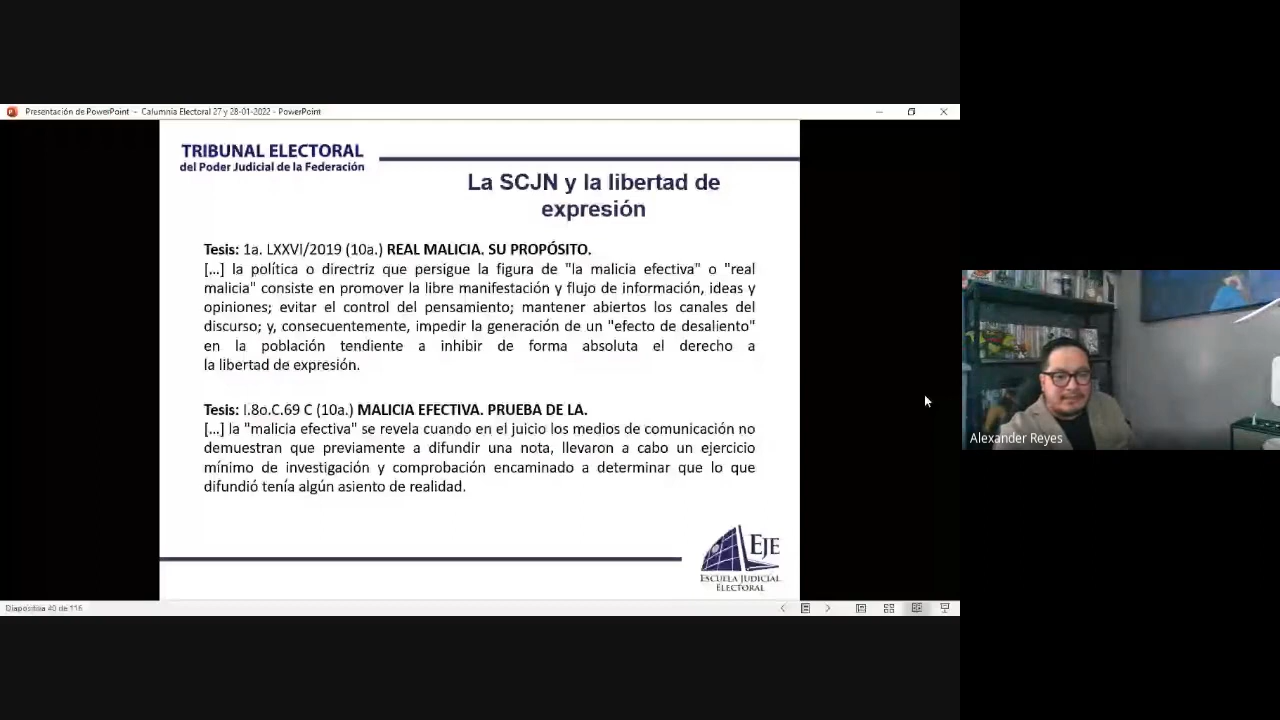 Presentación de PowerPoint - Calumnia Electoral 27 y 28-01-2022 - PowerPoint
TRIBUNAL ELECTORAL
del Poder Judicial de la Federación
La SCJN y la libertad de
expresión
Tesis: 1a. LXXVI/2019 (10a.) REAL MALICIA. SU PROPÓSITO.
[...] la política o directriz que persigue la figura de "la malicia efectiva" o "real
malicia" consiste en promover la libre manifestación y flujo de información, ideas y
opiniones; evitar el control del pensamiento; mantener abiertos los canales del
discurso; y, consecuentemente, impedir la generación de un "efecto de desaliento"
en la población tendiente a inhibir de forma absoluta el derecho a
la libertad de expresión.
Tesis: I.8o.C.69 C (10a.) MALICIA EFECTIVA. PRUEBA DE LA.
[...] la "malicia efectiva" se revela cuando en el juicio los medios de comunicación no
demuestran que previamente a difundir una nota, llevaron a cabo un ejercicio
mínimo de investigación y comprobación encaminado a determinar que lo que
difundió tenía algún asiento de realidad.
Alexander Reyes
EJE
ESCUELA JUDICIAL
ELECTORAL
Diapositiva 40 de 116